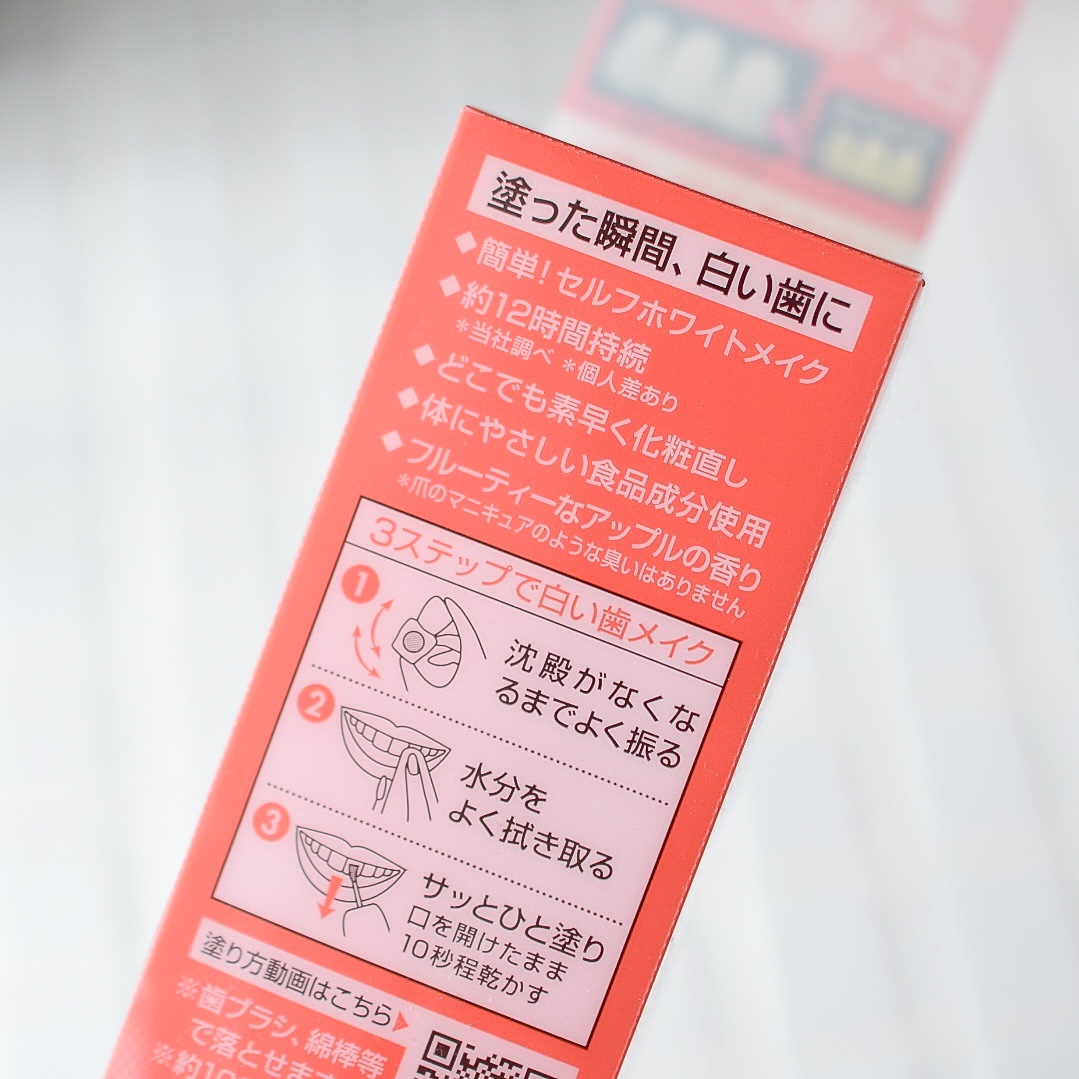 塗った瞬間、白い歯に
◆簡単!セルフホワイトメイク
◆約12時間持続
*当社調べ *個人差あり
◆どこでも素早く化粧直し
◆体にやさしい食品成分使用
◆フルーティーなアップルの香り
*爪のマニキュアのような臭いはありません
3ステップで白い歯メイク
1
沈殿がなくな
るまでよく振る
2
水分を
よく拭き取る
3
サッとひと塗り
口を開けたまま
10秒程乾かす
塗り方動画はこちら▶
※歯ブラシ、綿棒等
で落とせます
※約10